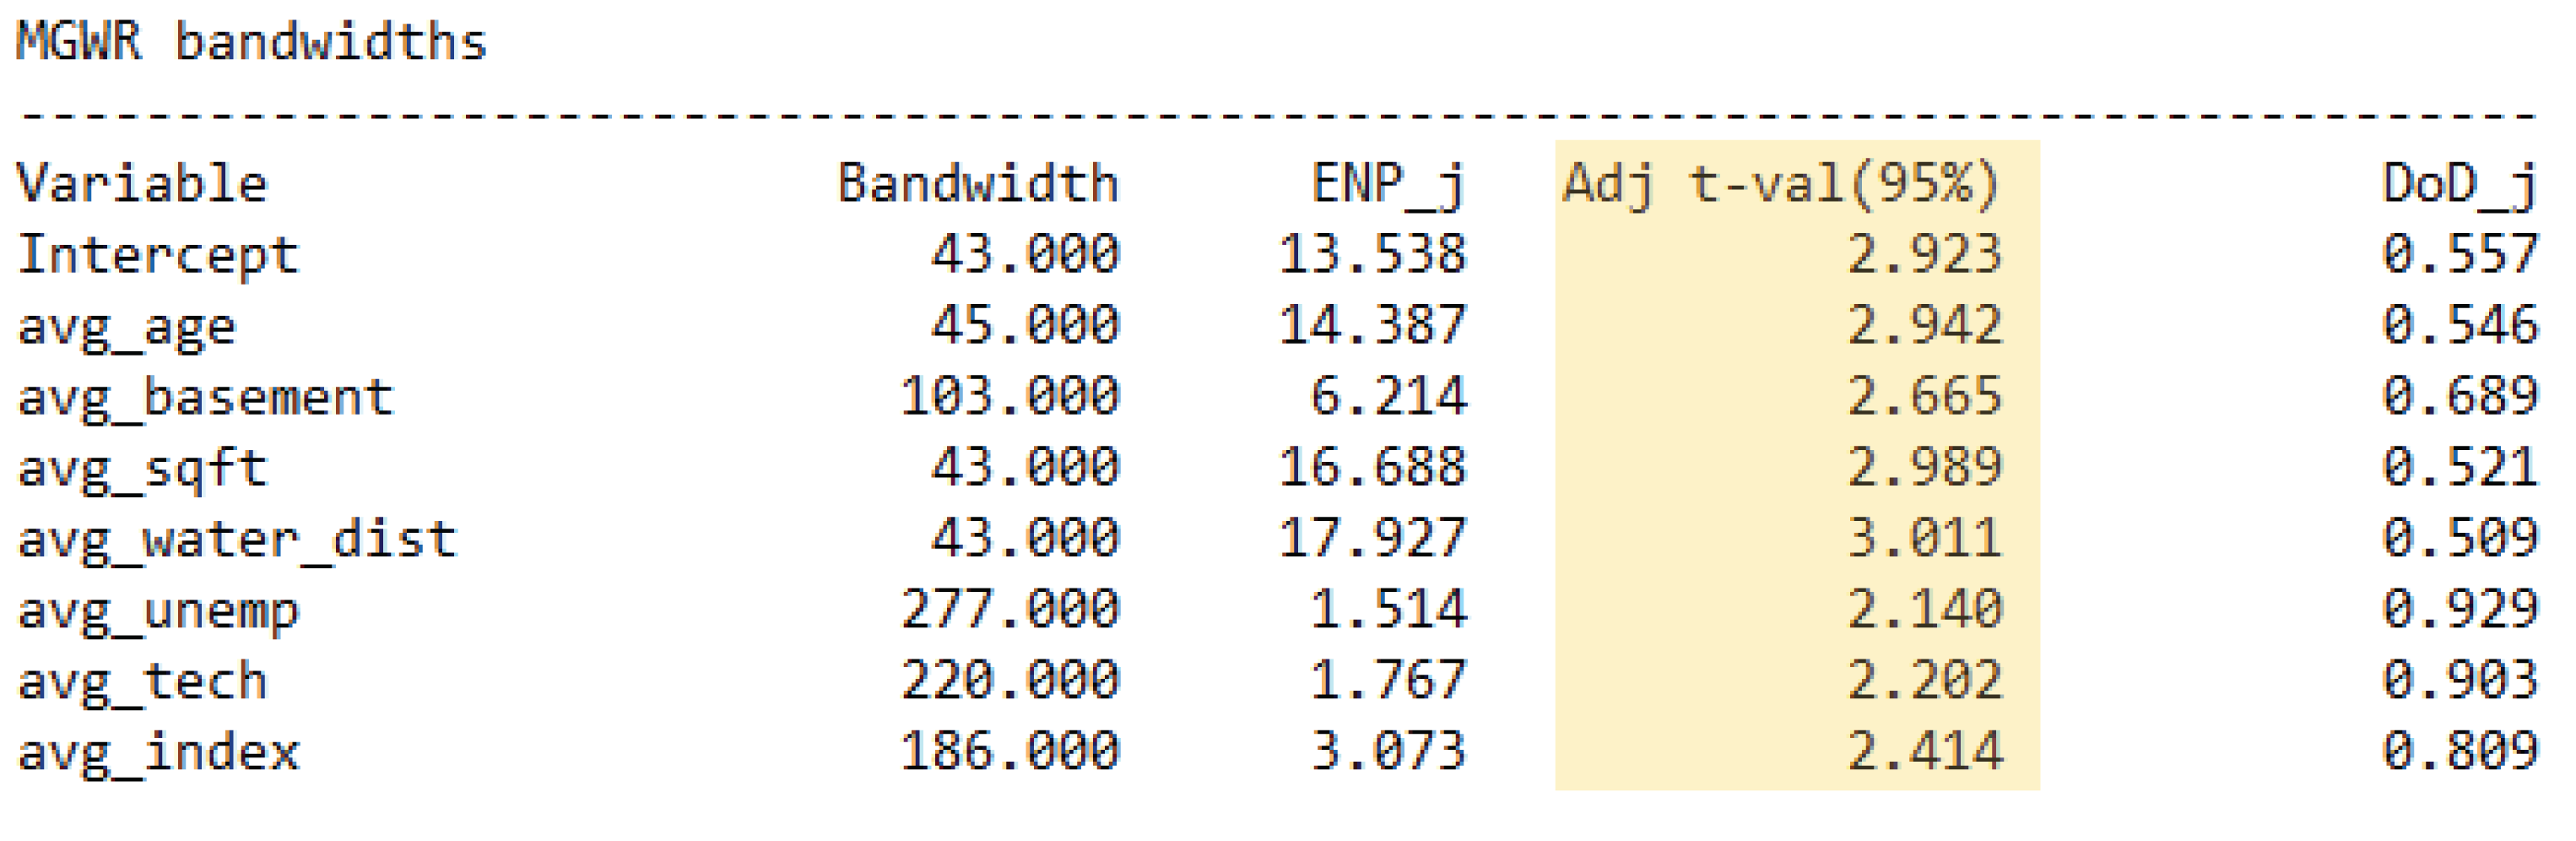 MGWR bandwidths
--------------------------------------------------------------------------------
Variable Bandwidth ENP_j Adj t-val(95%) DoD_j
Intercept 43.000 13.538 2.923 0.557
avg_age 45.000 14.387 2.942 0.546
avg_basement 103.000 6.214 2.665 0.689
avg_sqft 43.000 16.688 2.989 0.521
avg_water_dist 43.000 17.927 3.011 0.509
avg_unemp 277.000 1.514 2.140 0.929
avg_tech 220.000 1.767 2.202 0.903
avg_index 186.000 3.073 2.414 0.809